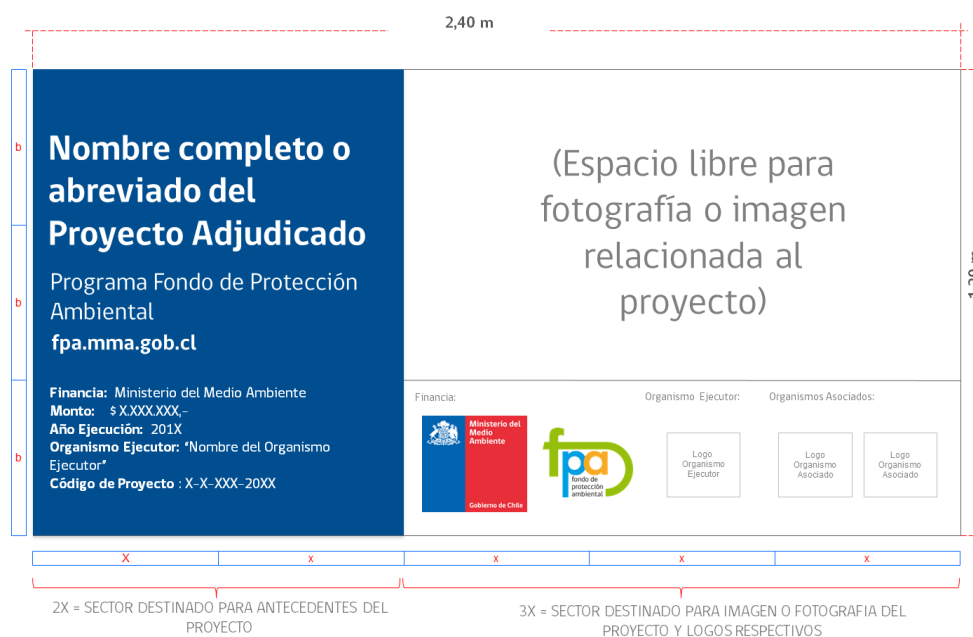 2,40 m
b
b
b
Nombre completo o
abreviado del
Proyecto Adjudicado
Programa Fondo de Protección
Ambiental
fpa.mma.gob.cl
Financia: Ministerio del Medio Ambiente
Monto: $ X.XXX.XXX,-
Año Ejecución: 201X
Organismo Ejecutor: "Nombre del Organismo
Ejecutor"
Código de Proyecto : X-X-XXX-20XX
(Espacio libre para
fotografía o imagen
relacionada al
proyecto)
Financia:
Ministerio del
Medio
Ambiente
Gobierno de Chile
fpa
fondo de
protección
ambiental
Organismo Ejecutor:
Logo
Organismo
Ejecutor
Organismos Asociados:
Logo
Organismo
Asociado
Logo
Organismo
Asociado
X
x
x
x
x
2X = SECTOR DESTINADO PARA ANTECEDENTES DEL
PROYECTO
3X = SECTOR DESTINADO PARA IMAGEN O FOTOGRAFIA DEL
PROYECTO Y LOGOS RESPECTIVOS